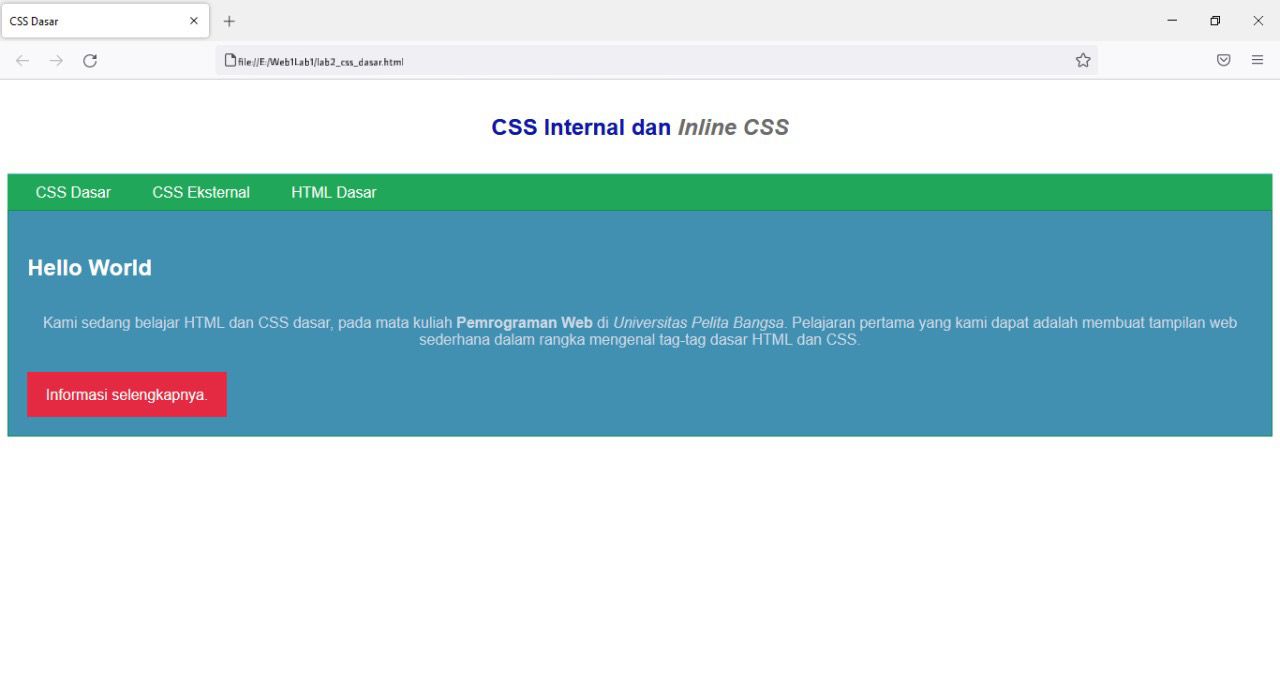 CSS Dasar
file://E:/Web1Lab1/lab2_css_dasar.html
CSS Internal dan Inline CSS
CSS Dasar CSS Eksternal HTML Dasar
Hello World
Kami sedang belajar HTML dan CSS dasar, pada mata kuliah Pemrograman Web di Universitas Pelita Bangsa. Pelajaran pertama yang kami dapat adalah membuat tampilan web
sederhana dalam rangka mengenal tag-tag dasar HTML dan CSS.
Informasi selengkapnya.